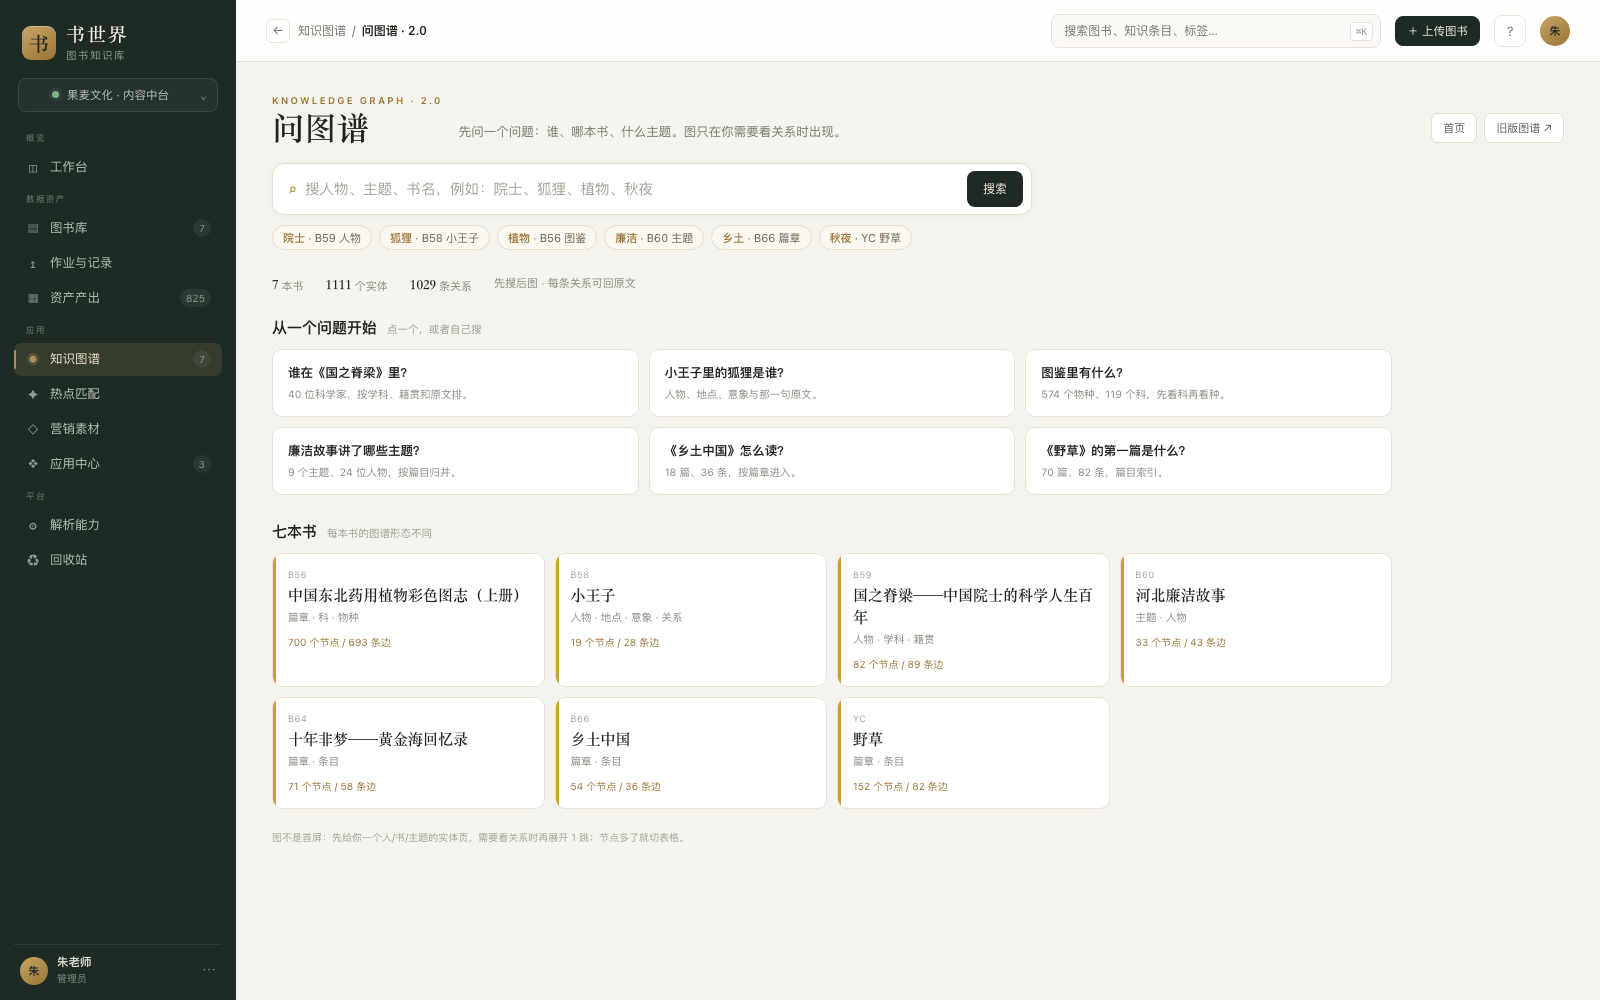 书
书世界
图书知识库
果麦文化 · 内容中台
概览
工作台
数据资产
图书库 7
作业与记录
资产产出 825
应用
知识图谱 7
热点匹配
营销素材
应用中心 3
平台
解析能力
回收站
朱
朱老师
管理员
知识图谱 / 问图谱 · 2.0
搜索图书、知识条目、标签... ⌘K
+ 上传图书
?
朱
KNOWLEDGE GRAPH · 2.0
问图谱
先问一个问题：谁、哪本书、什么主题。图只在你需要看关系时出现。
首页
旧版图谱 ↗
搜人物、主题、书名，例如：院士、狐狸、植物、秋夜
搜索
院士 · B59 人物
狐狸 · B58 小王子
植物 · B56 图鉴
廉洁 · B60 主题
乡土 · B66 篇章
秋夜 · YC 野草
7 本书 1111 个实体 1029 条关系 先搜后图 · 每条关系可回原文
从一个问题开始 点一个，或者自己搜
谁在《国之脊梁》里?
40 位科学家，按学科、籍贯和原文排。
小王子里的狐狸是谁?
人物、地点、意象与那一句原文。
图鉴里有什么?
574 个物种、119 个科，先看科再看种。
廉洁故事讲了哪些主题?
9 个主题、24 位人物，按篇目归并。
《乡土中国》怎么读?
18 篇、36 条，按篇章进入。
《野草》的第一篇是什么?
70 篇、82 条，篇目索引。
七本书 每本书的图谱形态不同
B56
中国东北药用植物彩色图志（上册）
篇章 · 科 · 物种
700 个节点 / 693 条边
B58
小王子
人物 · 地点 · 意象 · 关系
19 个节点 / 28 条边
B59
国之脊梁——中国院士的科学人生百
年
人物 · 学科 · 籍贯
82 个节点 / 89 条边
B60
河北廉洁故事
主题 · 人物
33 个节点 / 43 条边
B64
十年非梦——黄金海回忆录
篇章 · 条目
71 个节点 / 58 条边
B66
乡土中国
篇章 · 条目
54 个节点 / 36 条边
YC
野草
篇章 · 条目
152 个节点 / 82 条边
图不是首屏：先给你一个人/书/主题的实体页，需要看关系时再展开 1 跳；节点多了就切表格。